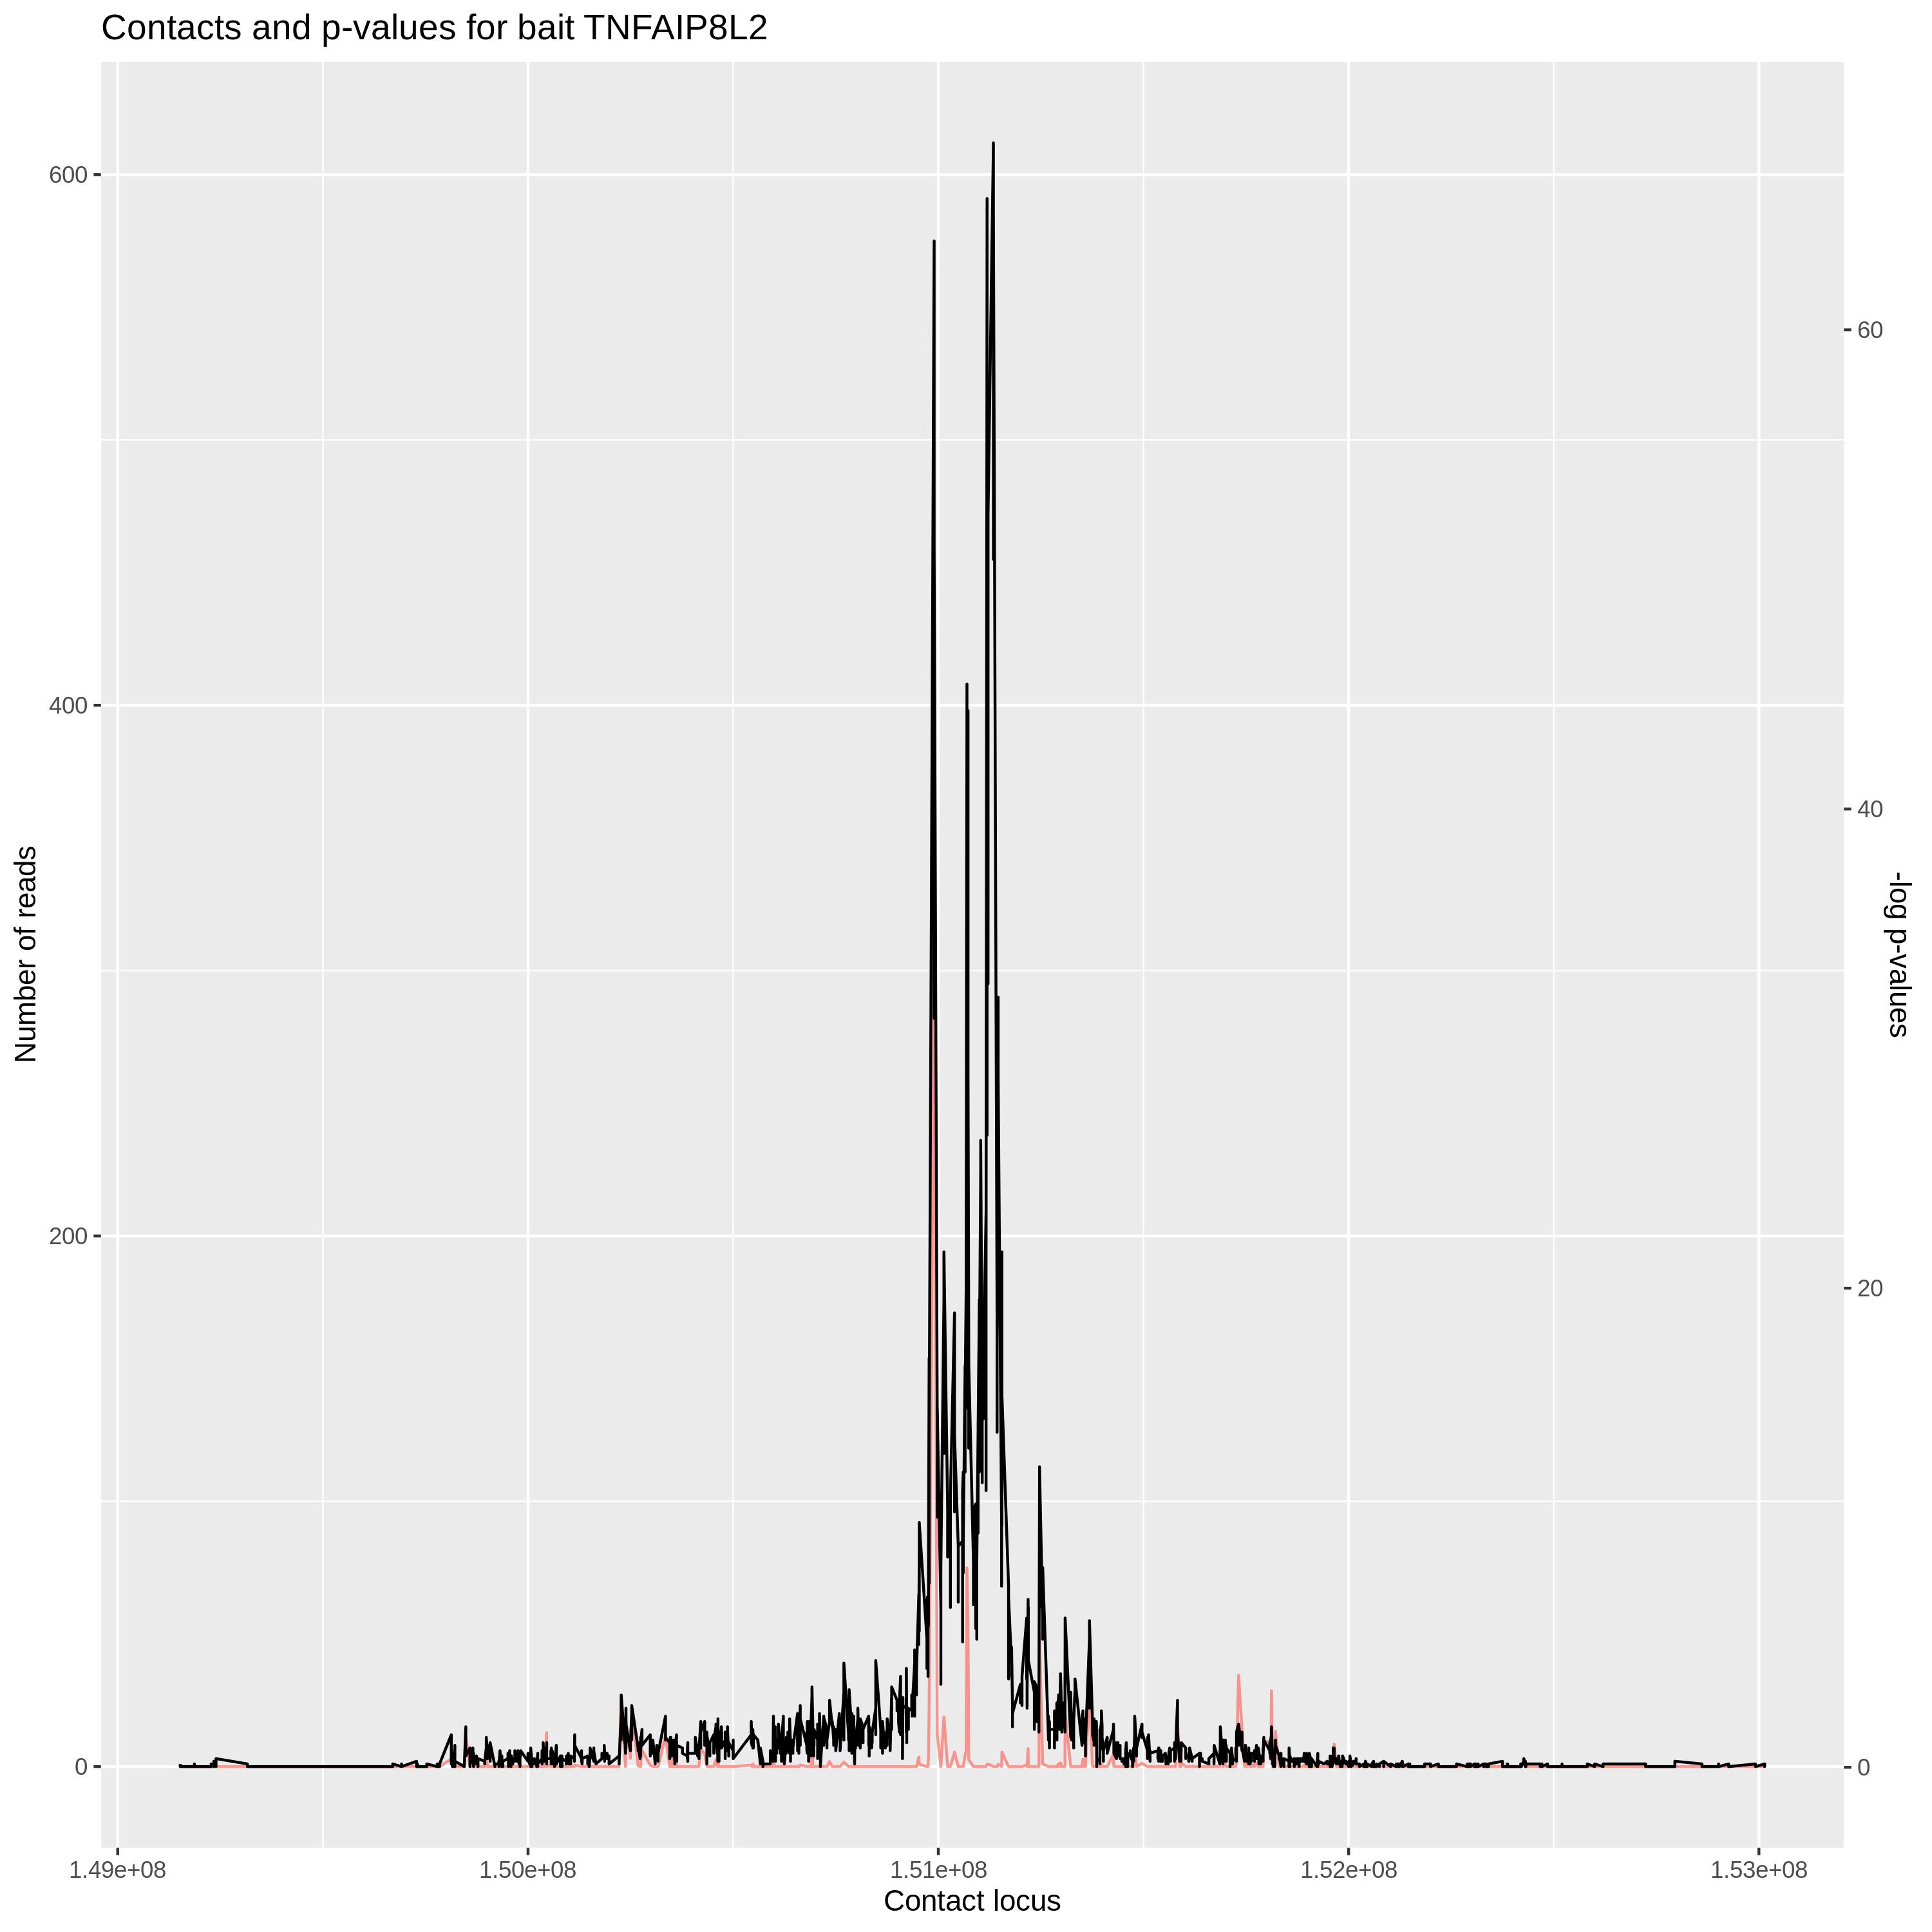 Contacts and p-values for bait TNFAIP8L2
600
400
200
0
Number of reads
60
40
20
0
-log p-values
1.49e+08
1.50e+08
1.51e+08
1.52e+08
1.53e+08
Contact locus